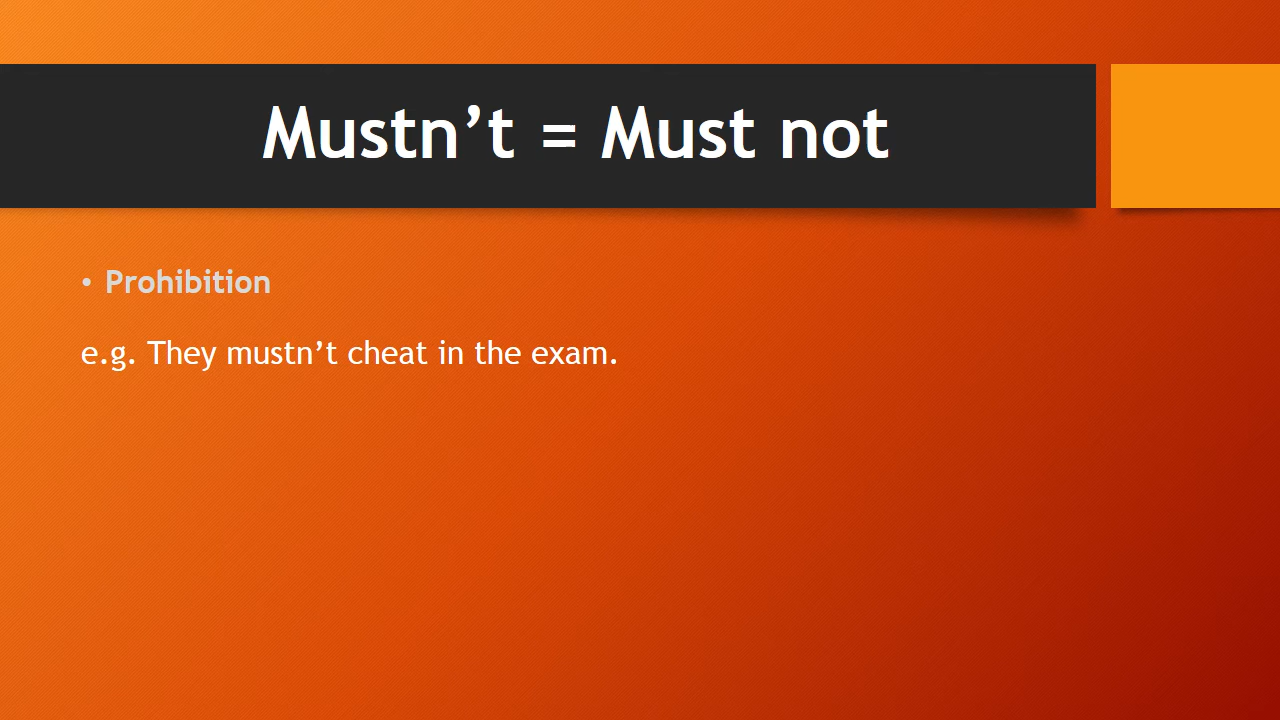 Mustn’t = Must not
• Prohibition
e.g. They mustn’t cheat in the exam.